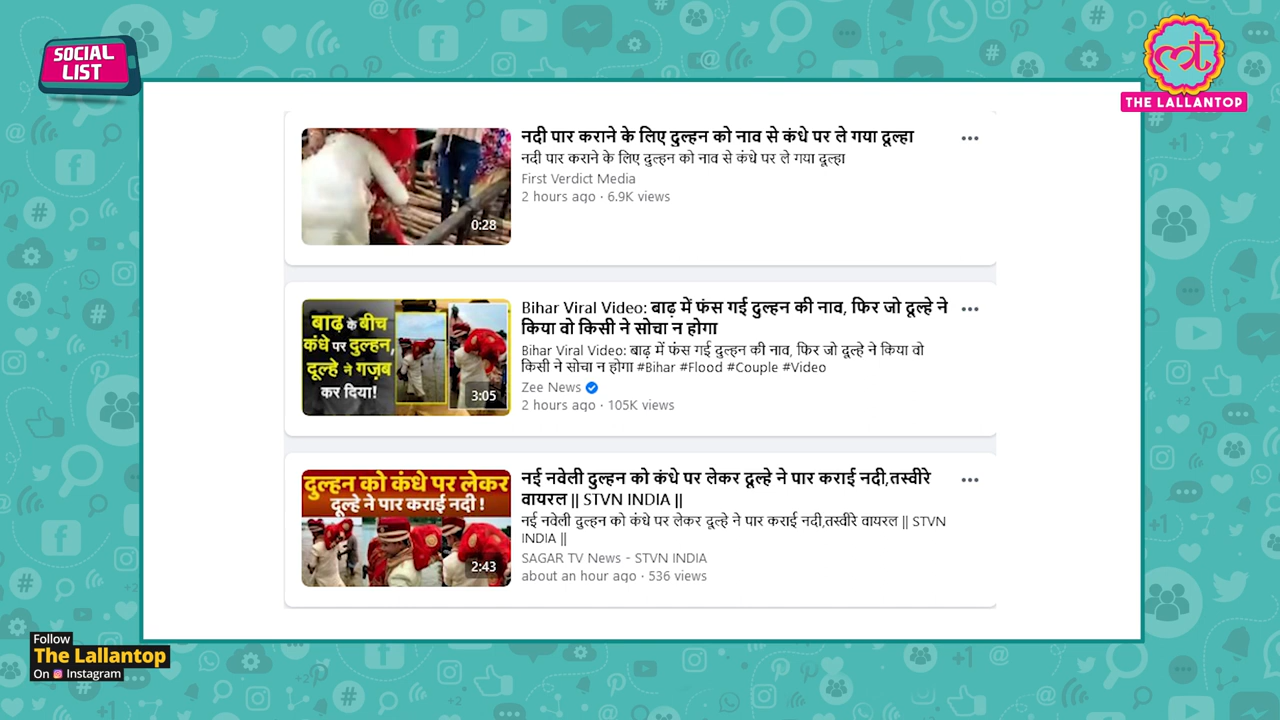 SOCIAL
LIST
THE LALLANTOP
नदी पार कराने के लिए दुल्हन को नाव से कंधे पर ले गया दूल्हा
नदी पार कराने के लिए दुल्हन को नाव से कंधे पर ले गया दूल्हा
First Verdict Media
2 hours ago · 6.9K views
0:28
Bihar Viral Video: बाढ़ में फंस गई दुल्हन की नाव, फिर जो दूल्हे ने
किया वो किसी ने सोचा न होगा
Bihar Viral Video: बाढ़ में फंस गई दुल्हन की नाव, फिर जो दूल्हे ने किया वो
किसी ने सोचा न होगा #Bihar #Flood #Couple #Video
Zee News
2 hours ago · 105K views
बाढ़ के बीच
कंधे पर दुल्हन,
दूल्हे ने गज़ब
कर दिया!
3:05
नई नवेली दुल्हन को कंधे पर लेकर दूल्हे ने पार कराई नदी,तस्वीरे
वायरल || STVN INDIA ||
नई नवेली दुल्हन को कंधे पर लेकर दूल्हे ने पार कराई नदी,तस्वीरे वायरल || STVN
INDIA ||
SAGAR TV News - STVN INDIA
about an hour ago · 536 views
दुल्हन को कंधे पर लेकर
दूल्हे ने पार कराई नदी !
2:43
Follow
The Lallantop
On Instagram